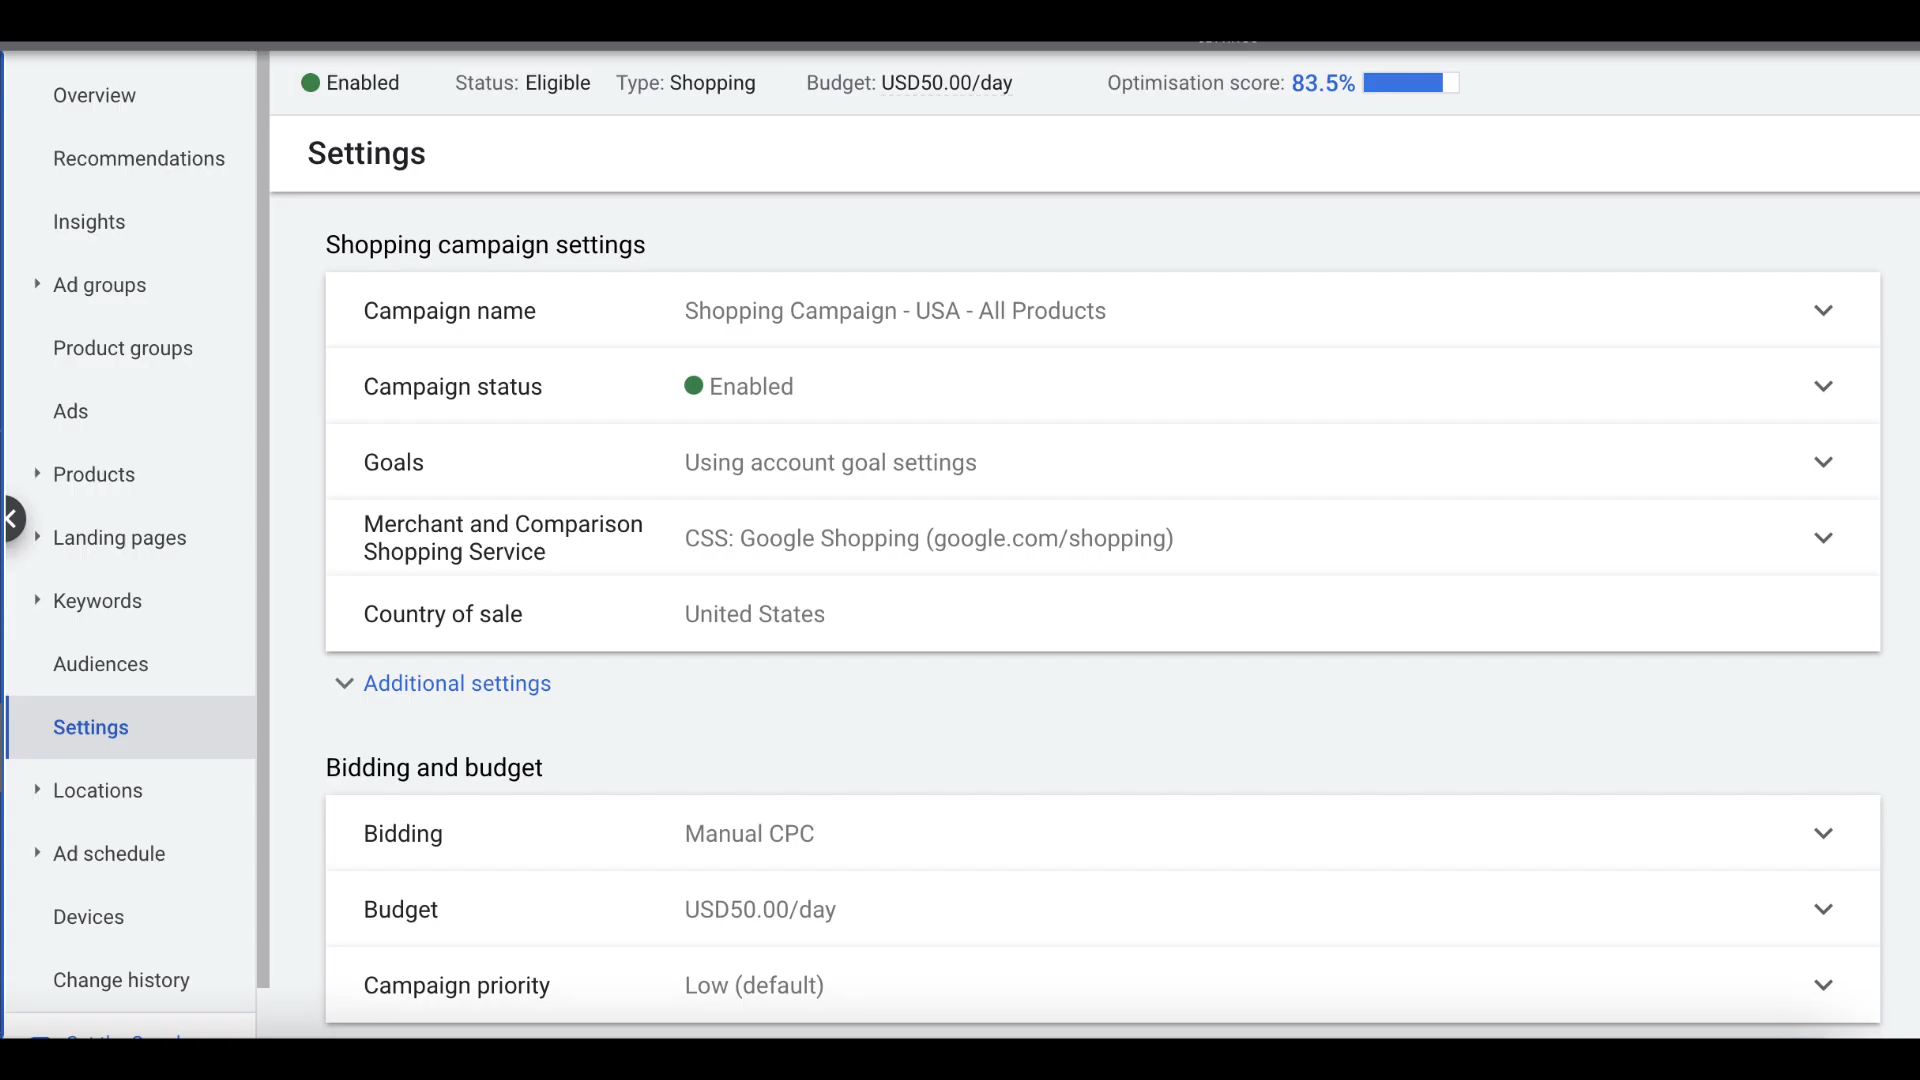 Enabled Status: Eligible Type: Shopping Budget: USD50.00/day Optimisation score: 83.5%
Overview
Recommendations
Insights
Ad groups
Product groups
Ads
Products
Landing pages
Keywords
Audiences
Settings
Locations
Ad schedule
Devices
Change history
Settings
Shopping campaign settings
Campaign name Shopping Campaign - USA - All Products
Campaign status Enabled
Goals Using account goal settings
Merchant and Comparison
Shopping Service
CSS: Google Shopping (google.com/shopping)
Country of sale United States
Additional settings
Bidding and budget
Bidding Manual CPC
Budget USD50.00/day
Campaign priority Low (default)